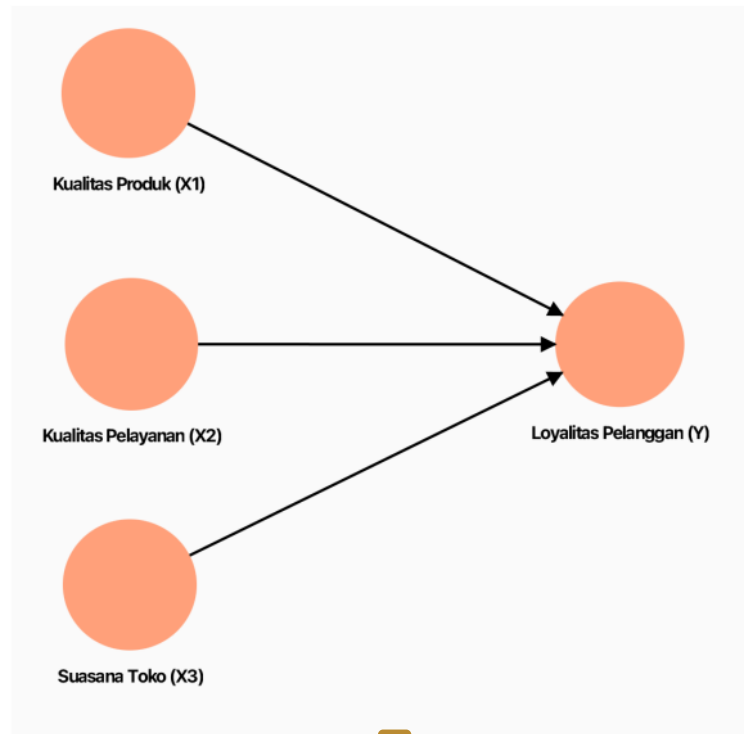 Kualitas Produk (X1)
Kualitas Pelayanan (X2)
Loyalitas Pelanggan (Y)
Suasana Toko (X3)